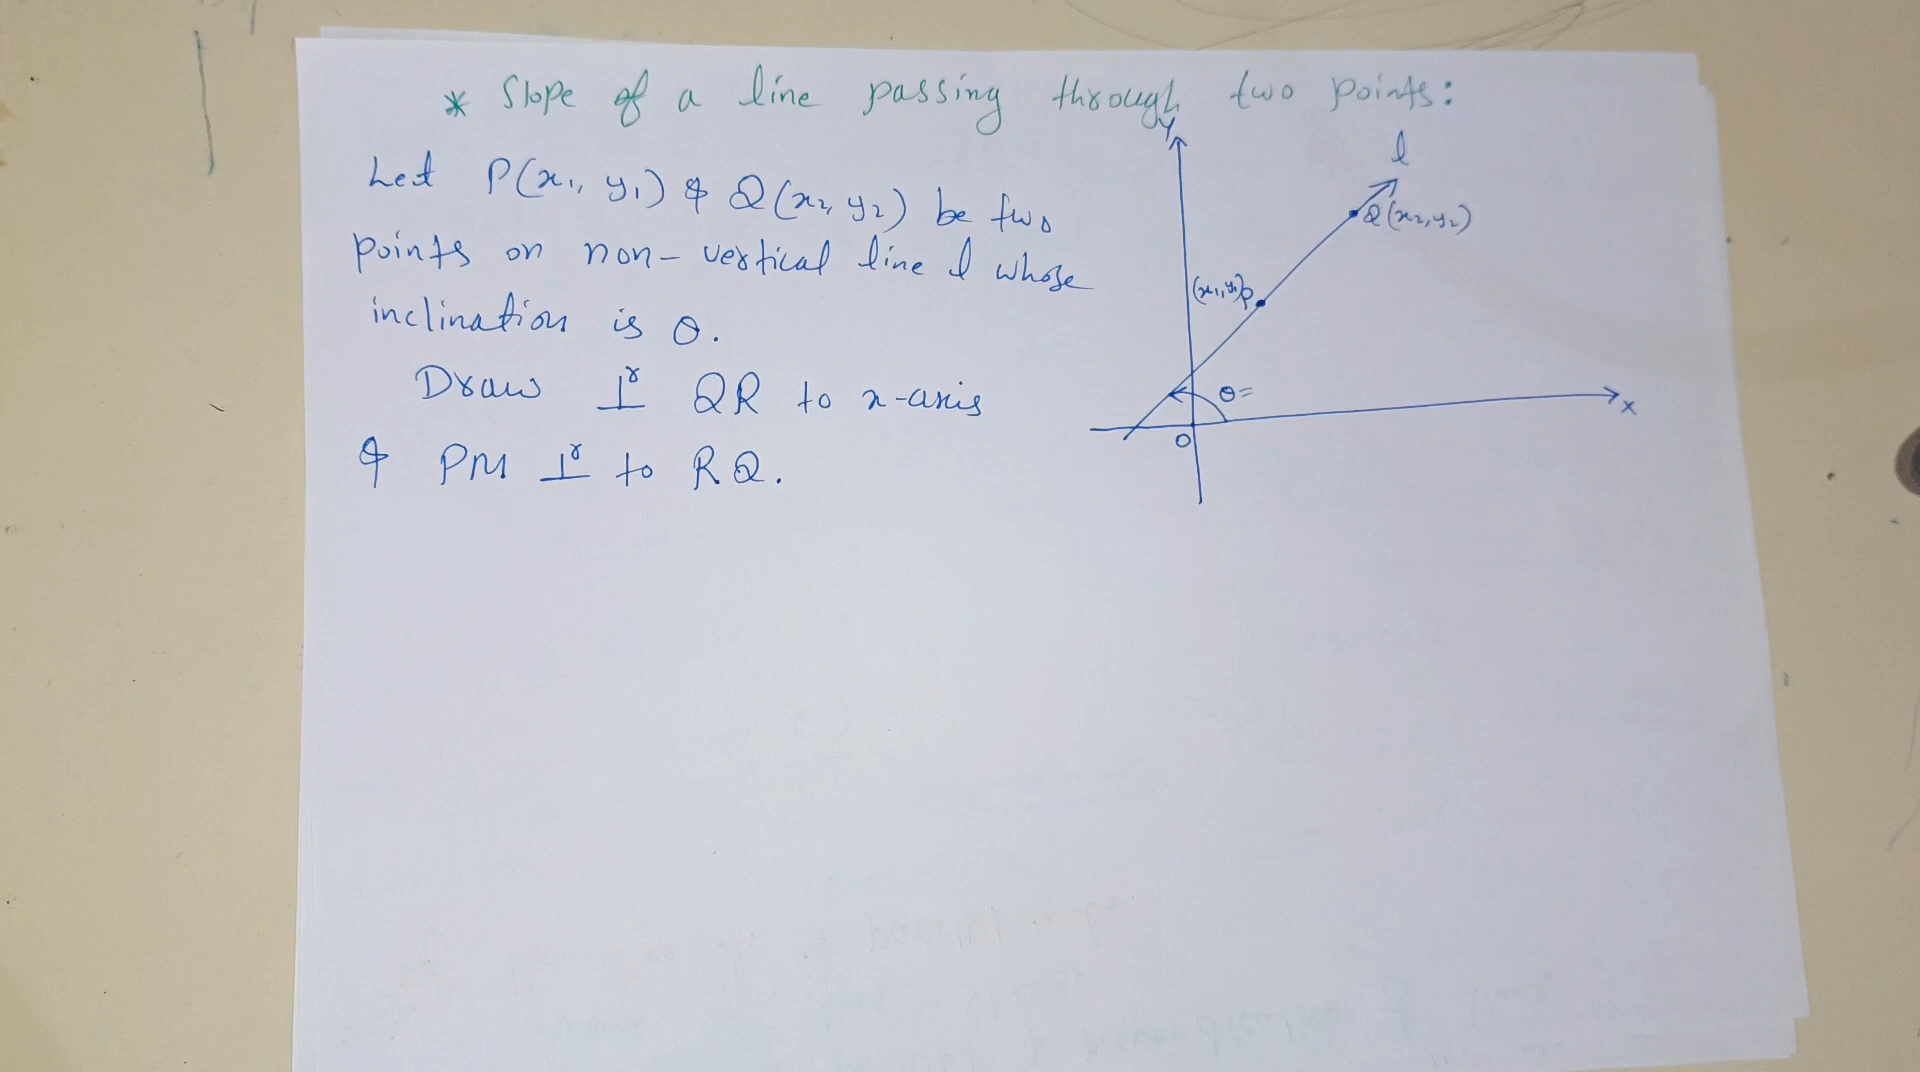 * Slope of a line passing through two points:
Let P(x₁, y₁) & Q(x₂, y₂) be two
points on non-vertical line l whose
inclination is θ.
Draw ⊥r QR to x-axis
& PM ⊥r to RQ.
Y
l
Q(x₂,y₂)
(x₁,y₁)P
θ=
X
O